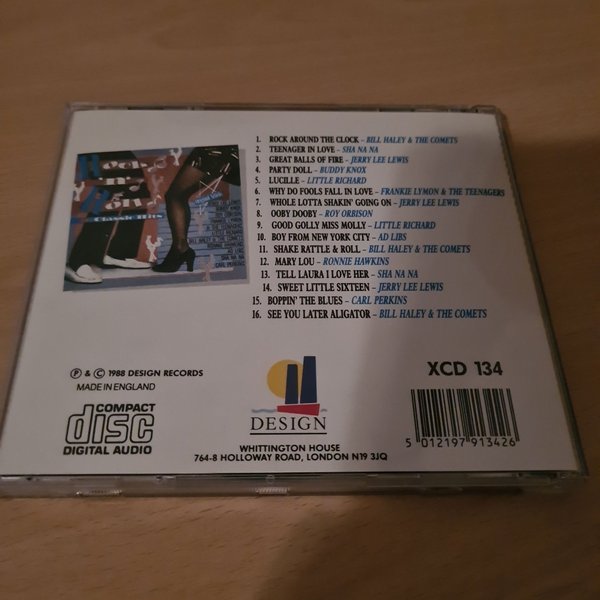 Classic Hits
SHA NA NA
CARL PERKINS
1. ROCK AROUND THE CLOCK – BILL HALEY & THE COMETS
2. TEENAGER IN LOVE – SHA NA NA
3. GREAT BALLS OF FIRE – JERRY LEE LEWIS
4. PARTY DOLL – BUDDY KNOX
5. LUCILLE – LITTLE RICHARD
6. WHY DO FOOLS FALL IN LOVE – FRANKIE LYMON & THE TEENAGERS
7. WHOLE LOTTA SHAKIN' GOING ON – JERRY LEE LEWIS
8. OOBY DOOBY – ROY ORBISON
9. GOOD GOLLY MISS MOLLY – LITTLE RICHARD
10. BOY FROM NEW YORK CITY – AD LIBS
11. SHAKE RATTLE & ROLL – BILL HALEY & THE COMETS
12. MARY LOU – RONNIE HAWKINS
13. TELL LAURA I LOVE HER – SHA NA NA
14. SWEET LITTLE SIXTEEN – JERRY LEE LEWIS
15. BOPPIN' THE BLUES – CARL PERKINS
16. SEE YOU LATER ALIGATOR – BILL HALEY & THE COMETS
Ⓟ & © 1988 DESIGN RECORDS
MADE IN ENGLAND
COMPACT
disc
DIGITAL AUDIO
DESIGN
WHITTINGTON HOUSE
764-8 HOLLOWAY ROAD, LONDON N19 3JQ
XCD 134
5 012197 913426